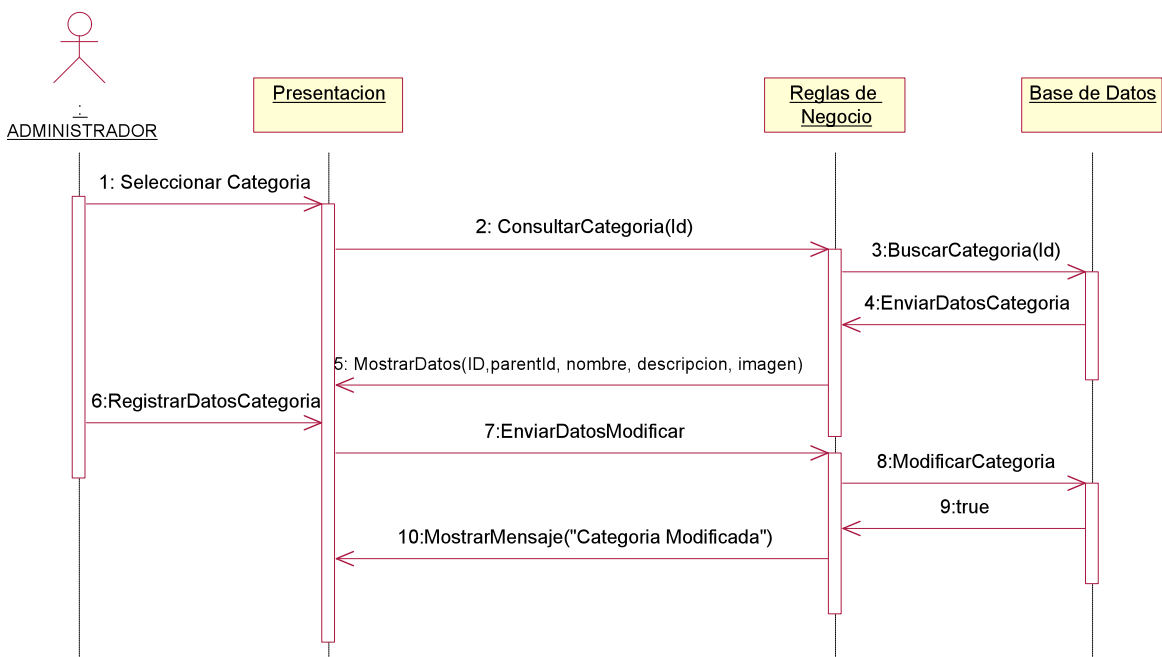 :
ADMINISTRADOR
Presentacion
Reglas de
Negocio
Base de Datos
1: Seleccionar Categoria
2: ConsultarCategoria(Id)
3:BuscarCategoria(Id)
4:EnviarDatosCategoria
5: MostrarDatos(ID,parentId, nombre, descripcion, imagen)
6:RegistrarDatosCategoria
7:EnviarDatosModificar
8:ModificarCategoria
9:true
10:MostrarMensaje("Categoria Modificada")